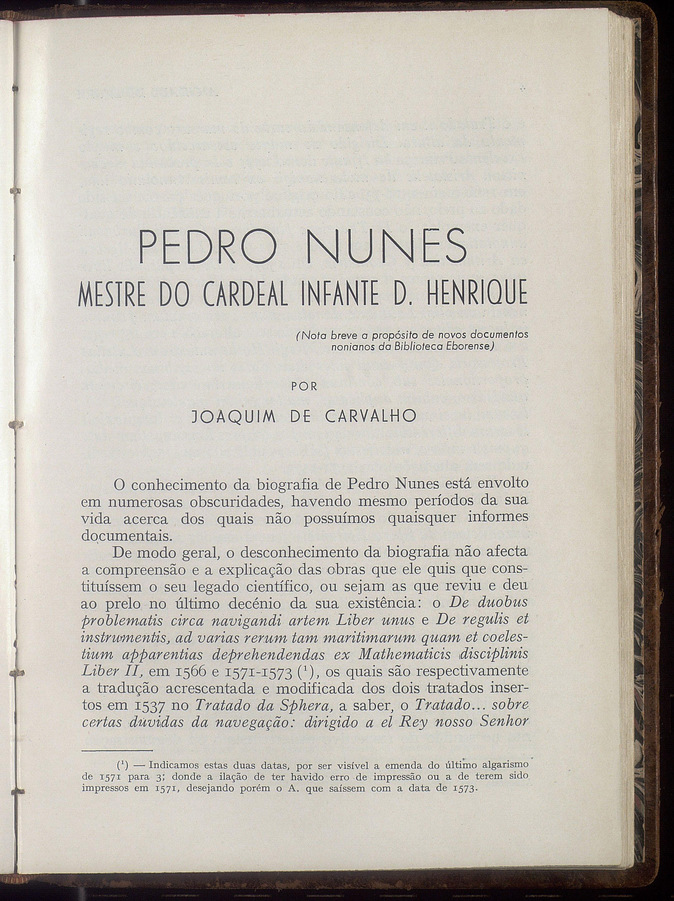 PEDRO NUNES
MESTRE DO CARDEAL INFANTE D. HENRIQUE
(Nota breve a propósito de novos documentos
nonianos da Biblioteca Eborense)
POR
JOAQUIM DE CARVALHO
O conhecimento da biografia de Pedro Nunes está envolto
em numerosas obscuridades, havendo mesmo períodos da sua
vida acerca dos quais não possuímos quaisquer informes
documentais.
De modo geral, o desconhecimento da biografia não afecta
a compreensão e a explicação das obras que ele quis que cons-
tituíssem o seu legado científico, ou sejam as que reviu e deu
ao prelo no último decénio da sua existência: o De duobus
problematis circa navigandi artem Liber unus e De regulis et
instrumentis, ad varias rerum tam maritimarum quam et coeles-
tium apparentias deprehendendas ex Mathematicis disciplinis
Liber II, em 1566 e 1571-1573 (¹), os quais são respectivamente
a tradução acrescentada e modificada dos dois tratados inser-
tos em 1537 no Tratado da Sphera, a saber, o Tratado... sobre
certas duvidas da navegação: dirigido a el Rey nosso Senhor
(¹) — Indicamos estas duas datas, por ser visível a emenda do último algarismo
de 1571 para 3; donde a ilação de ter havido erro de impressão ou a de terem sido
impressos em 1571, desejando porém o A. que saíssem com a data de 1573.